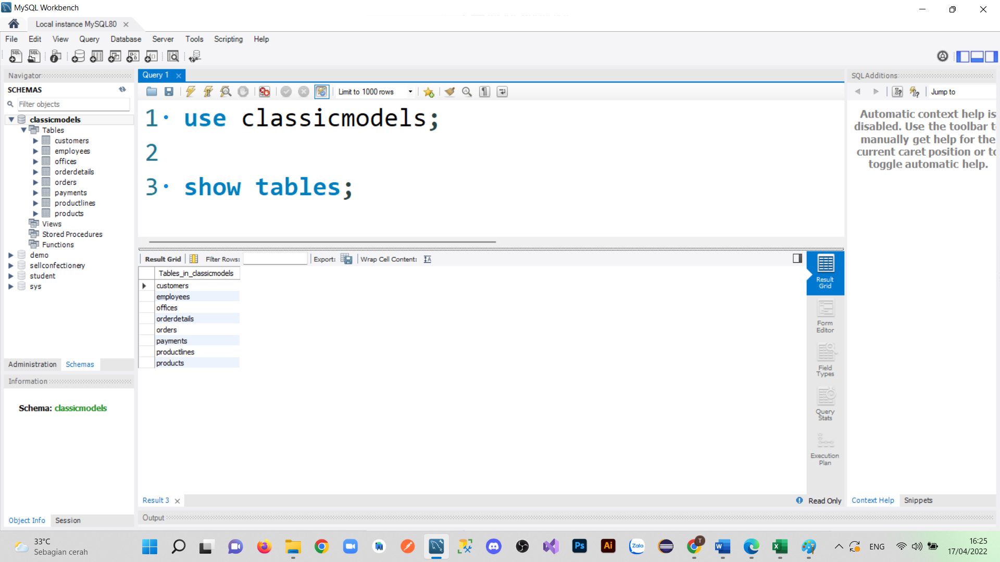 MySQL Workbench
Local instance MySQL80
File Edit View Query Database Server Tools Scripting Help
SQL SQL
Navigator
SCHEMAS
Filter objects
classicmodels
Tables
customers
employees
offices
orderdetails
orders
payments
productlines
products
Views
Stored Procedures
Functions
demo
sellconfectionery
student
sys
Administration Schemas
Information
Schema: classicmodels
Object Info Session
Query 1
Limit to 1000 rows
1 use classicmodels;
2
3 show tables;
Result Grid Filter Rows: Export: Wrap Cell Content:
Tables_in_classicmodels
customers
employees
offices
orderdetails
orders
payments
productlines
products
Result
Grid
Form
Editor
Field
Types
Query
Stats
Execution
Plan
Result 3
Read Only
Output
SQLAdditions
Jump to
Automatic context help is
disabled. Use the toolbar t
manually get help for the
current caret position or to
toggle automatic help.
Context Help Snippets
33°C
Sebagian cerah
Ps
Ai
Zalo
T
ENG
16:25
17/04/2022